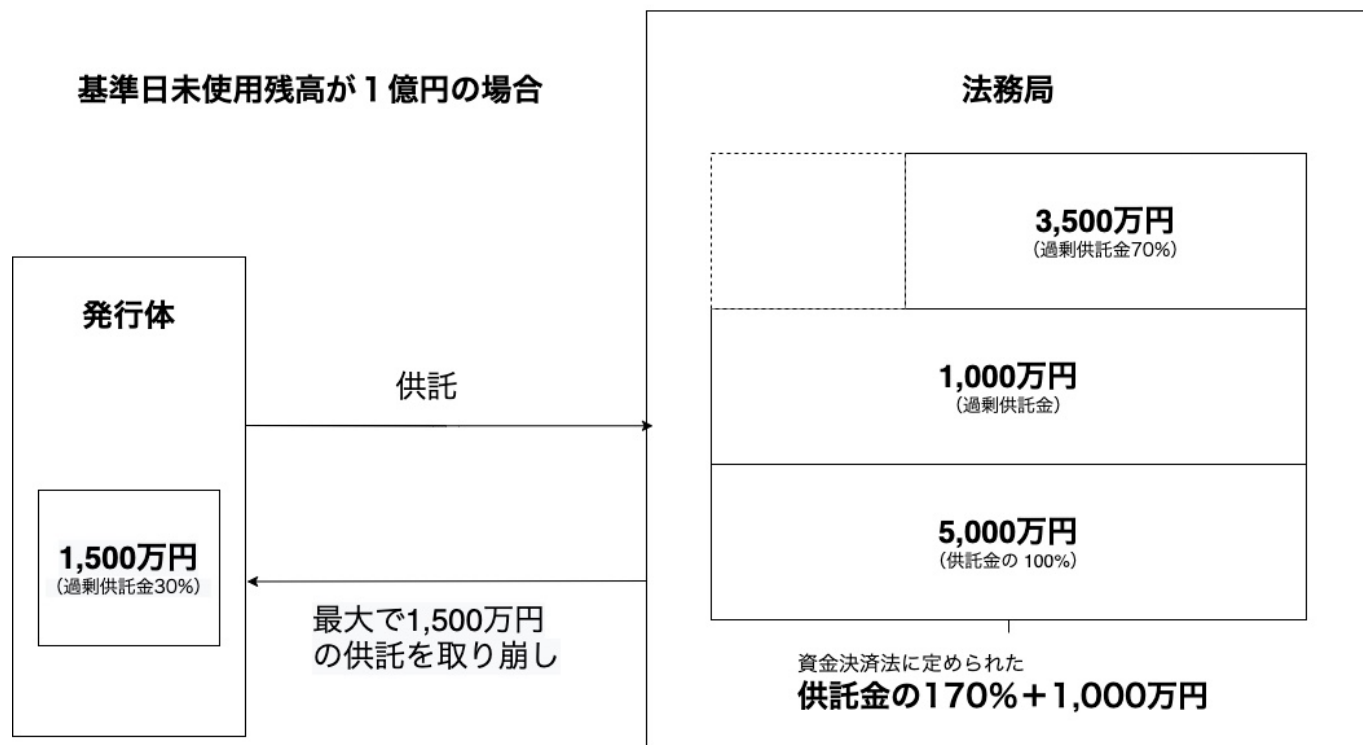 基準日未使用残高が１億円の場合
法務局
3,500万円
（過剰供託金70%）
発行体
供託
1,000万円
（過剰供託金）
1,500万円
（過剰供託金30%）
5,000万円
（供託金の 100%）
最大で1,500万円
の供託を取り崩し
資金決済法に定められた
供託金の170%＋1,000万円